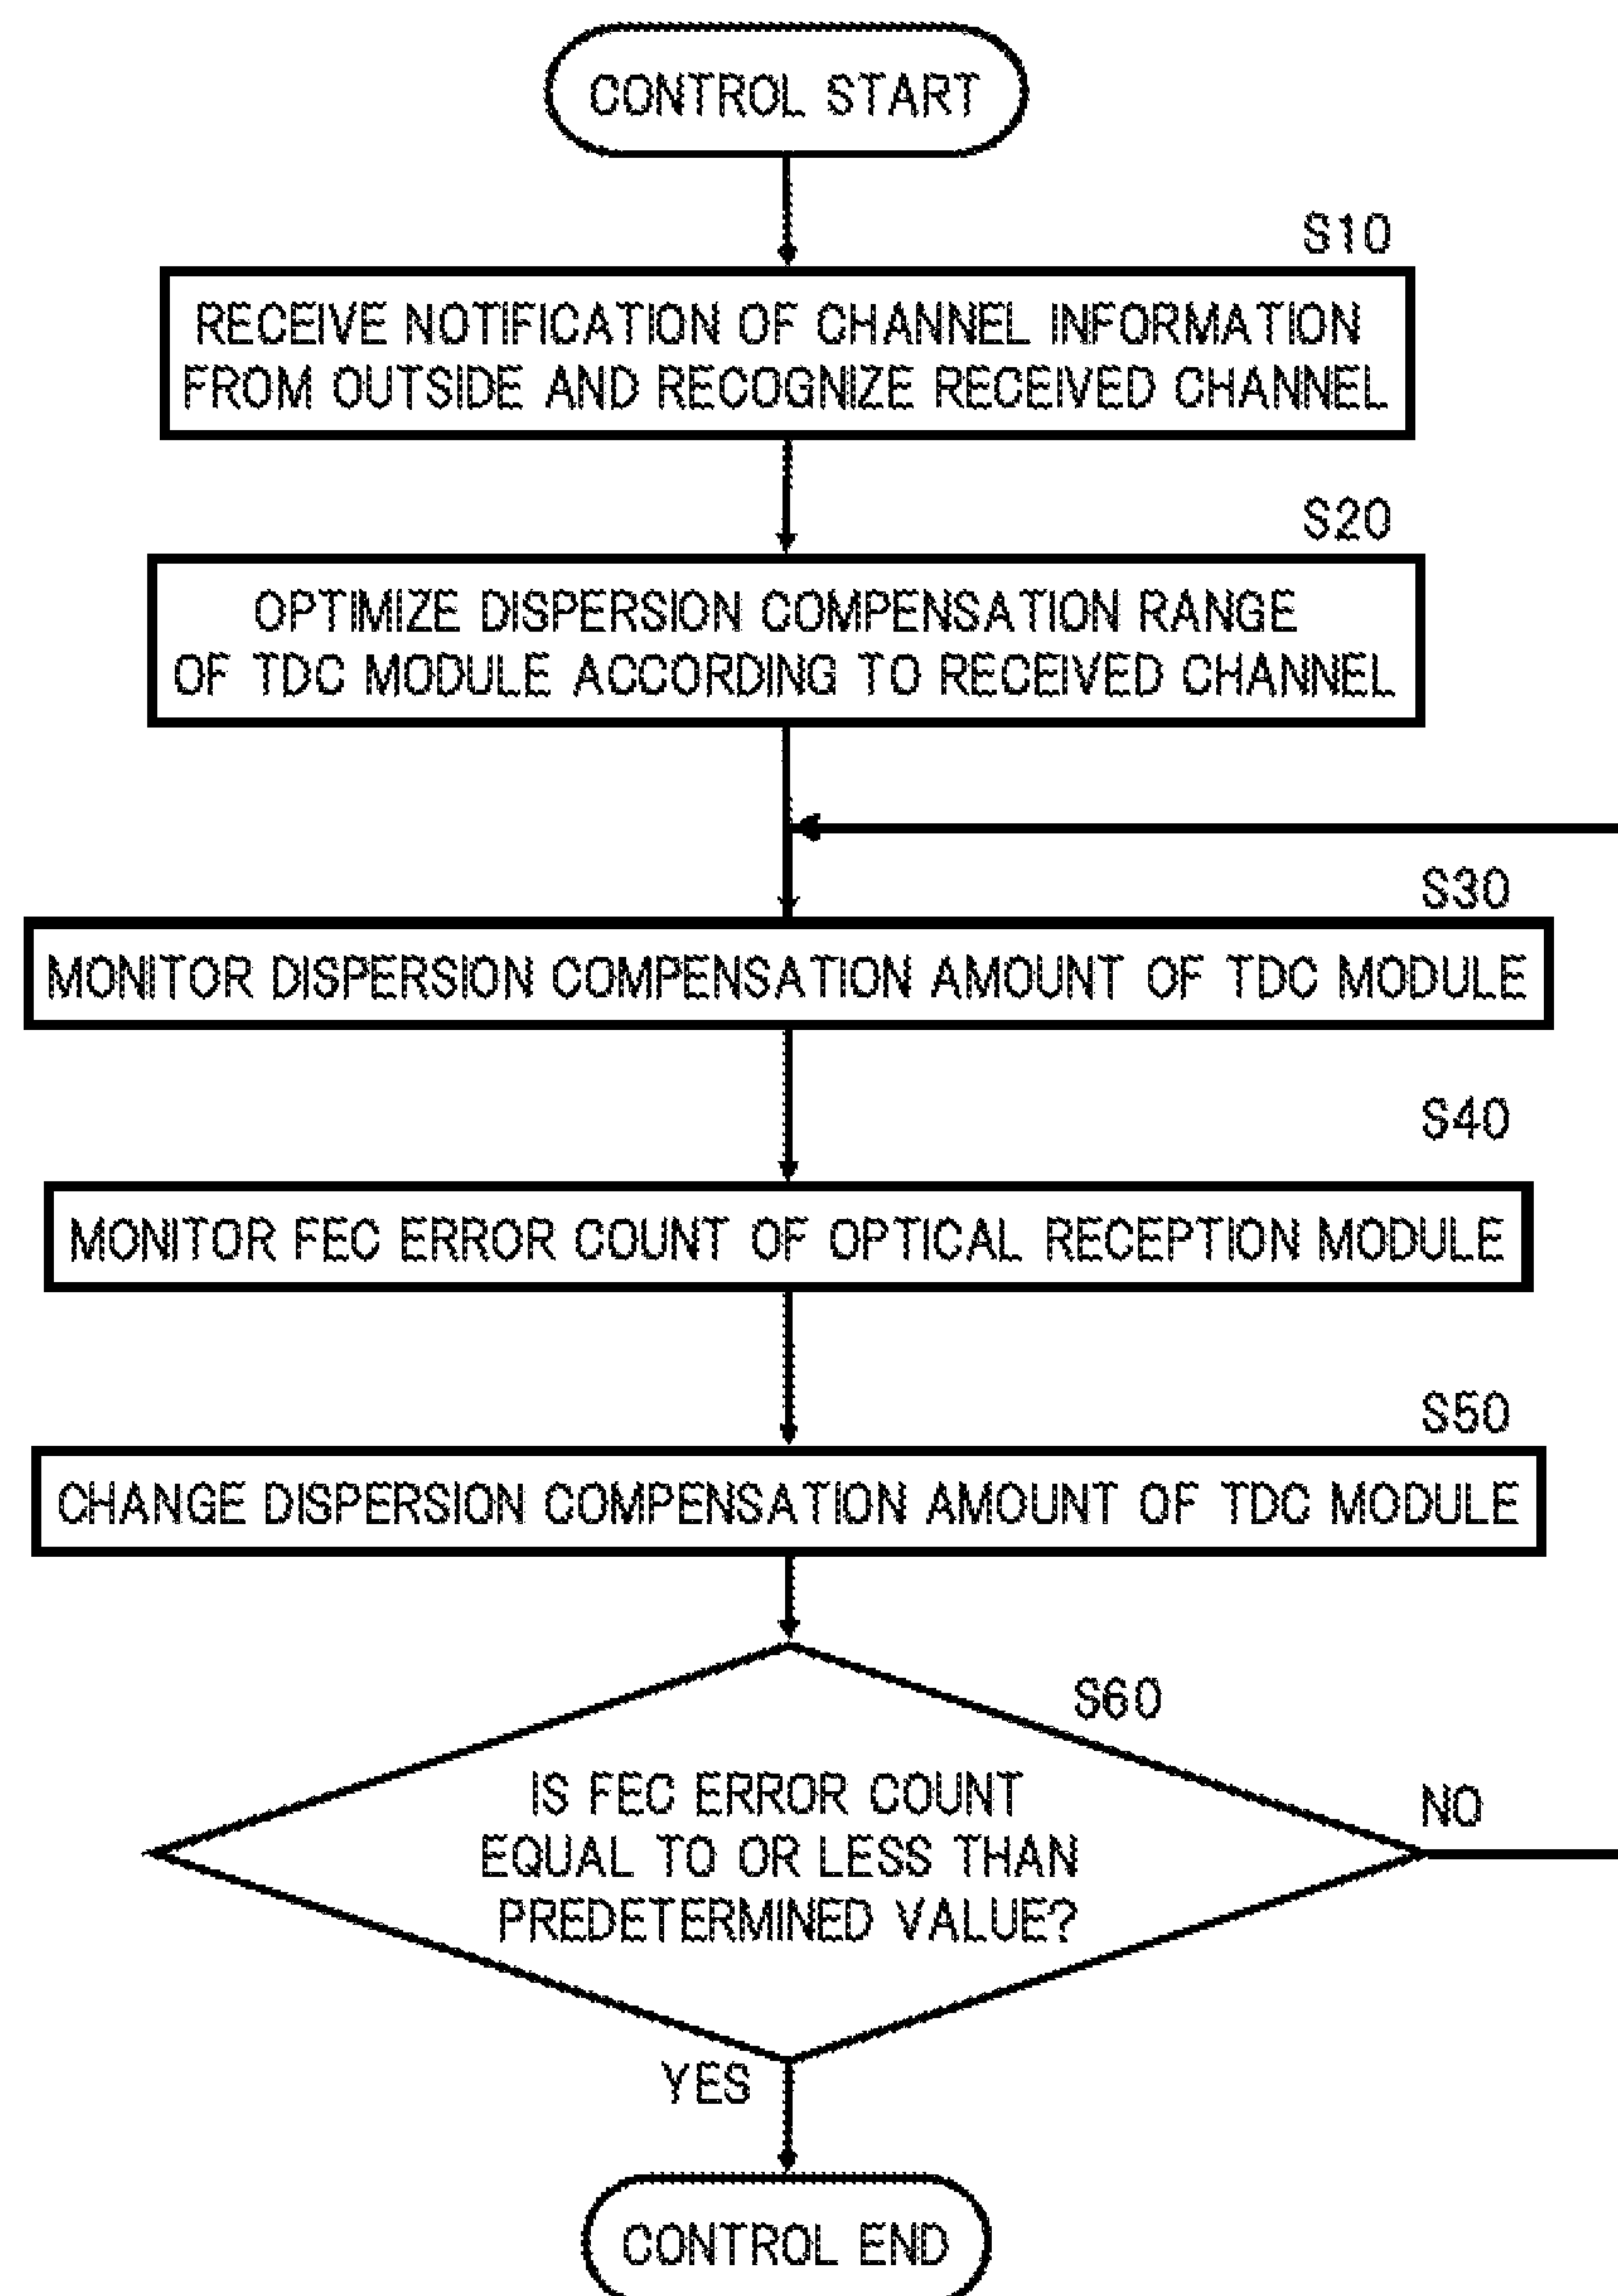 CONTROL START
S10
RECEIVE NOTIFICATION OF CHANNEL INFORMATION
FROM OUTSIDE AND RECOGNIZE RECEIVED CHANNEL
S20
OPTIMIZE DISPERSION COMPENSATION RANGE
OF TDC MODULE ACCORDING TO RECEIVED CHANNEL
S30
MONITOR DISPERSION COMPENSATION AMOUNT OF TDC MODULE
S40
MONITOR FEC ERROR COUNT OF OPTICAL RECEPTION MODULE
S50
CHANGE DISPERSION COMPENSATION AMOUNT OF TDC MODULE
S60
IS FEC ERROR COUNT
EQUAL TO OR LESS THAN
PREDETERMINED VALUE?
NO
YES
CONTROL END